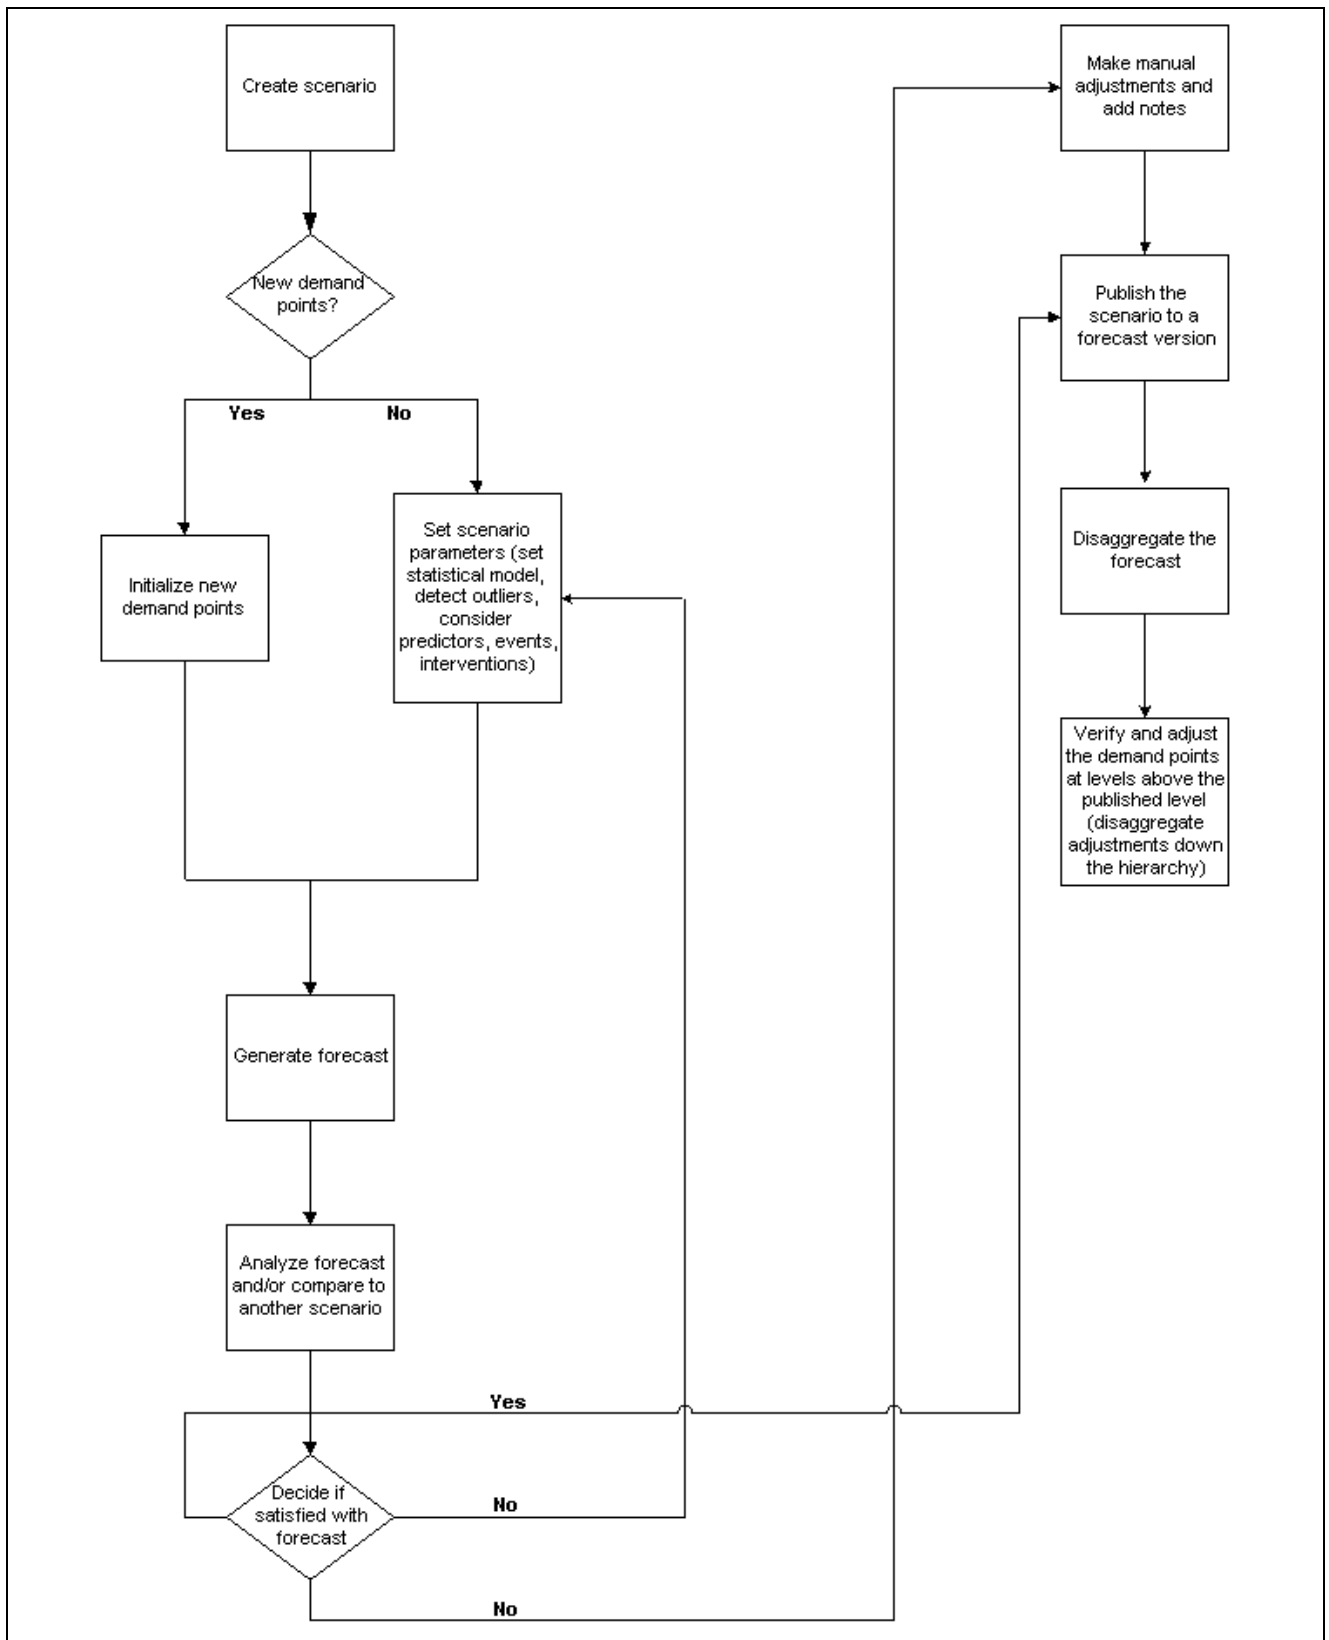 Create scenario
New demand
points?
Yes
No
Initialize new
demand points
Set scenario
parameters (set
statistical model,
detect outliers,
consider
predictors, events,
interventions)
Generate forecast
Analyze forecast
and/or compare to
another scenario
Yes
Decide if
satisfied with
forecast
No
No
Make manual
adjustments and
add notes
Publish the
scenario to a
forecast version
Disaggregate the
forecast
Verify and adjust
the demand points
at levels above the
published level
(disaggregate
adjustments down
the hierarchy)